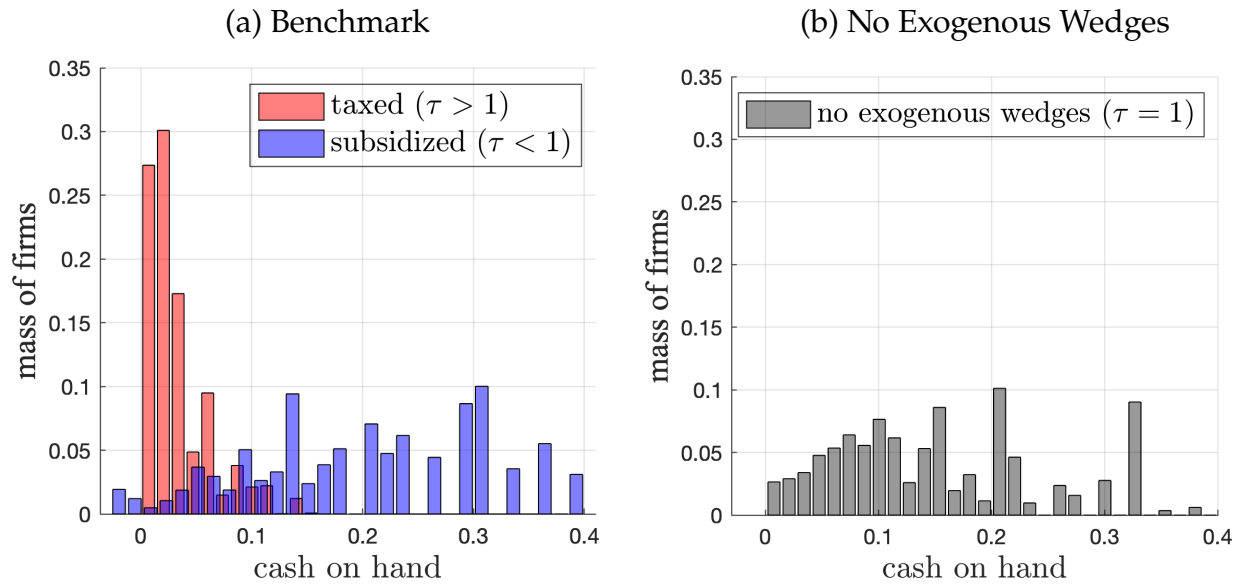 (a) Benchmark
0.35
0.3
0.25
0.2
0.15
0.1
0.05
0
mass of firms
taxed (τ > 1)
subsidized (τ < 1)
0 0.1 0.2 0.3 0.4
cash on hand
(b) No Exogenous Wedges
0.35
0.3
0.25
0.2
0.15
0.1
0.05
0
mass of firms
no exogenous wedges (τ = 1)
0 0.1 0.2 0.3 0.4
cash on hand